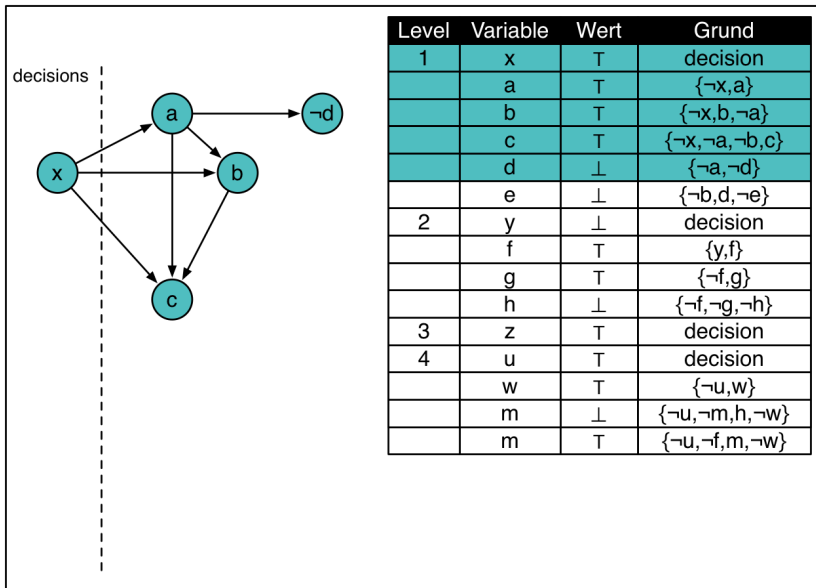 decisions
x
a
¬d
b
c
Level Variable Wert Grund
1 x ⊤ decision
a ⊤ {¬x,a}
b ⊤ {¬x,b,¬a}
c ⊤ {¬x,¬a,¬b,c}
d ⊥ {¬a,¬d}
e ⊥ {¬b,d,¬e}
2 y ⊥ decision
f ⊤ {y,f}
g ⊤ {¬f,g}
h ⊥ {¬f,¬g,¬h}
3 z ⊤ decision
4 u ⊤ decision
w ⊤ {¬u,w}
m ⊥ {¬u,¬m,h,¬w}
m ⊤ {¬u,¬f,m,¬w}